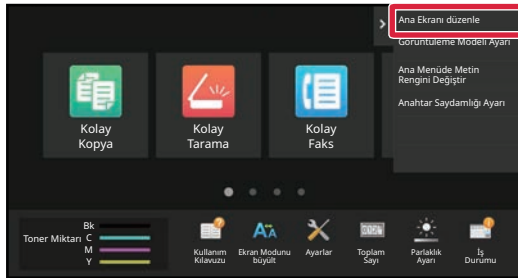 Ana Ekranı düzenle
Görüntüleme Modeli Ayarı
Ana Menüde Metin
Rengini Değiştir
Anahtar Saydamlığı Ayarı
Kolay
Kopya
Kolay
Tarama
Kolay
Faks
Toner Miktarı
Bk
C
M
Y
Kullanım
Kılavuzu
Ekran Modunu
büyült
Ayarlar
Toplam
Sayı
Parlaklık
Ayarı
İş
Durumu